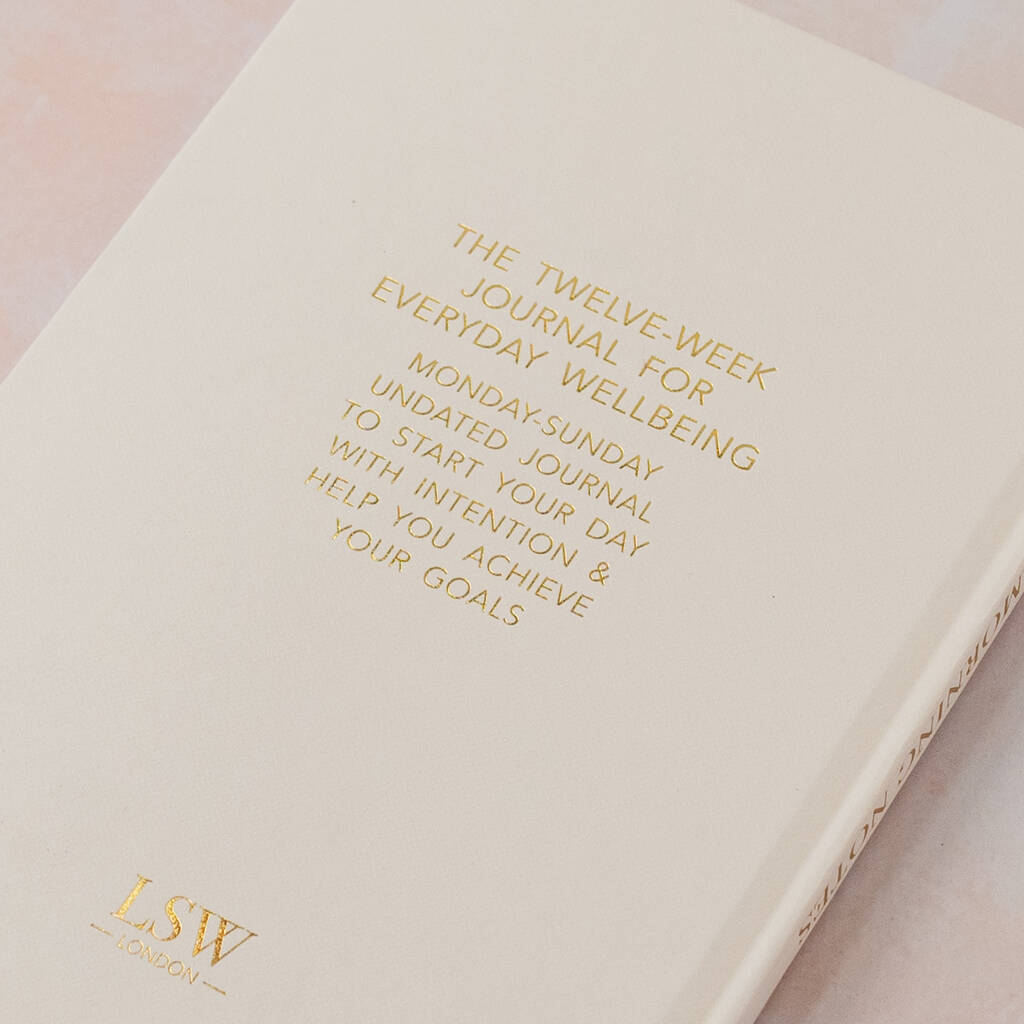 THE TWELVE-WEEK
JOURNAL FOR
EVERYDAY WELLBEING
MONDAY-SUNDAY
UNDATED JOURNAL
TO START YOUR DAY
WITH INTENTION &
HELP YOU ACHIEVE
YOUR GOALS
MORNING NOTES
LSW
LONDON